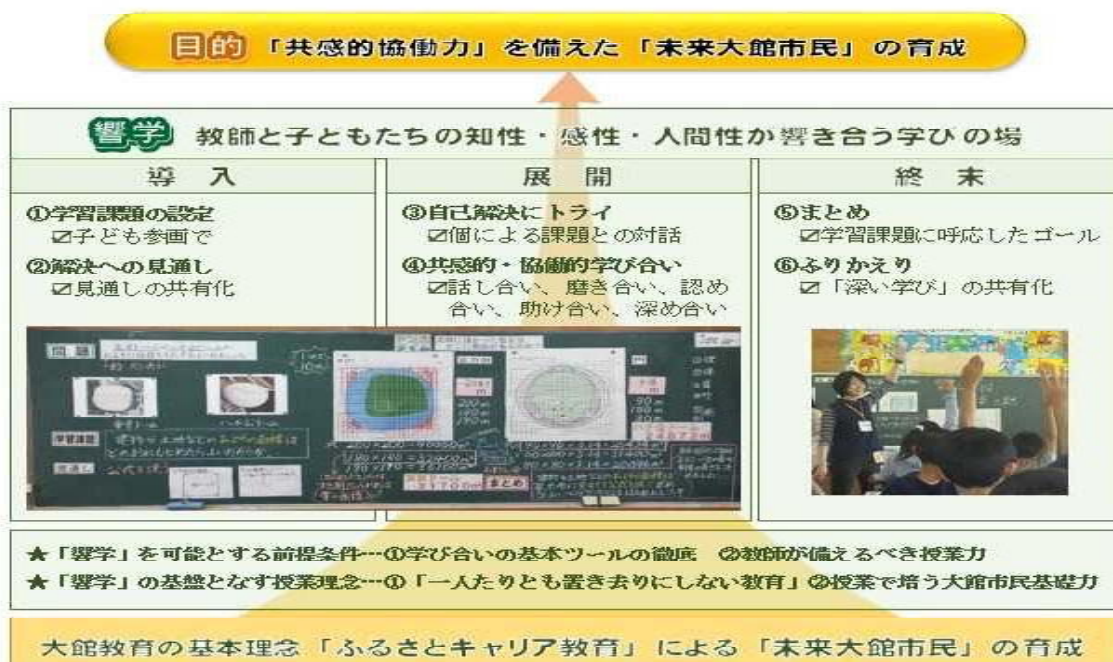 目的 「共感的協働力」を備えた「未来大館市民」の育成
響学 教師と子どもたちの知性・感性・人間性が響き合う学びの場
導 入
①学習課題の設定
☑子ども参画で
②解決への見通し
☑見通しの共有化
展 開
③自己解決にトライ
☑個による課題との対話
④共感的・協働的学び合い
☑話し合い、磨き合い、認め
合い、助け合い、深め合い
終 末
⑤まとめ
☑学習課題に呼応したゴール
⑥ふりかえり
☑「深い学び」の共有化
問題
学習課題
見通し
まとめ
★「響学」を可能とする前提条件…①学び合いの基本ツールの徹底 ②教師が備えるべき授業力
★「響学」の基盤となす授業理念…①「一人たりとも置き去りにしない教育」②授業で培う大館市民基礎力
大館教育の基本理念「ふるさとキャリア教育」による「未来大館市民」の育成